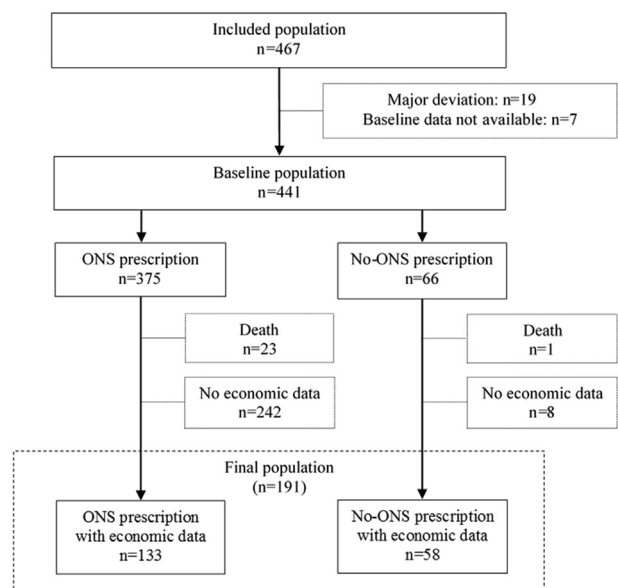 Included population
n=467
Major deviation: n=19
Baseline data not available: n=7
Baseline population
n=441
ONS prescription
n=375
No-ONS prescription
n=66
Death
n=23
Death
n=1
No economic data
n=242
No economic data
n=8
Final population
(n=191)
ONS prescription
with economic data
n=133
No-ONS prescription
with economic data
n=58